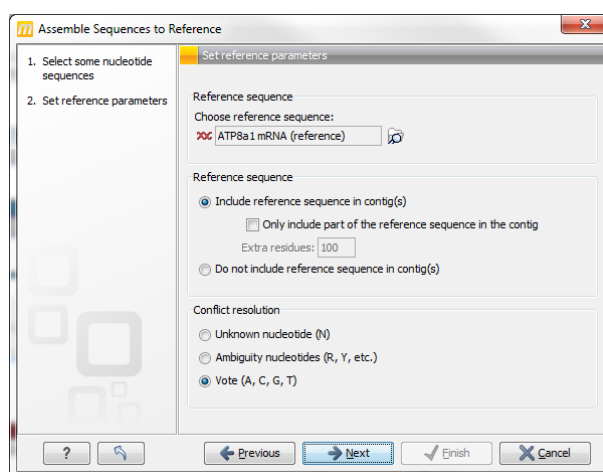 Assemble Sequences to Reference
1. Select some nucleotide
sequences
2. Set reference parameters
Set reference parameters
Reference sequence
Choose reference sequence:
ATP8a1 mRNA (reference)
Reference sequence
Include reference sequence in contig(s)
Only include part of the reference sequence in the contig
Extra residues: 100
Do not include reference sequence in contig(s)
Conflict resolution
Unknown nucleotide (N)
Ambiguity nucleotides (R, Y, etc.)
Vote (A, C, G, T)
? Previous Next Finish Cancel